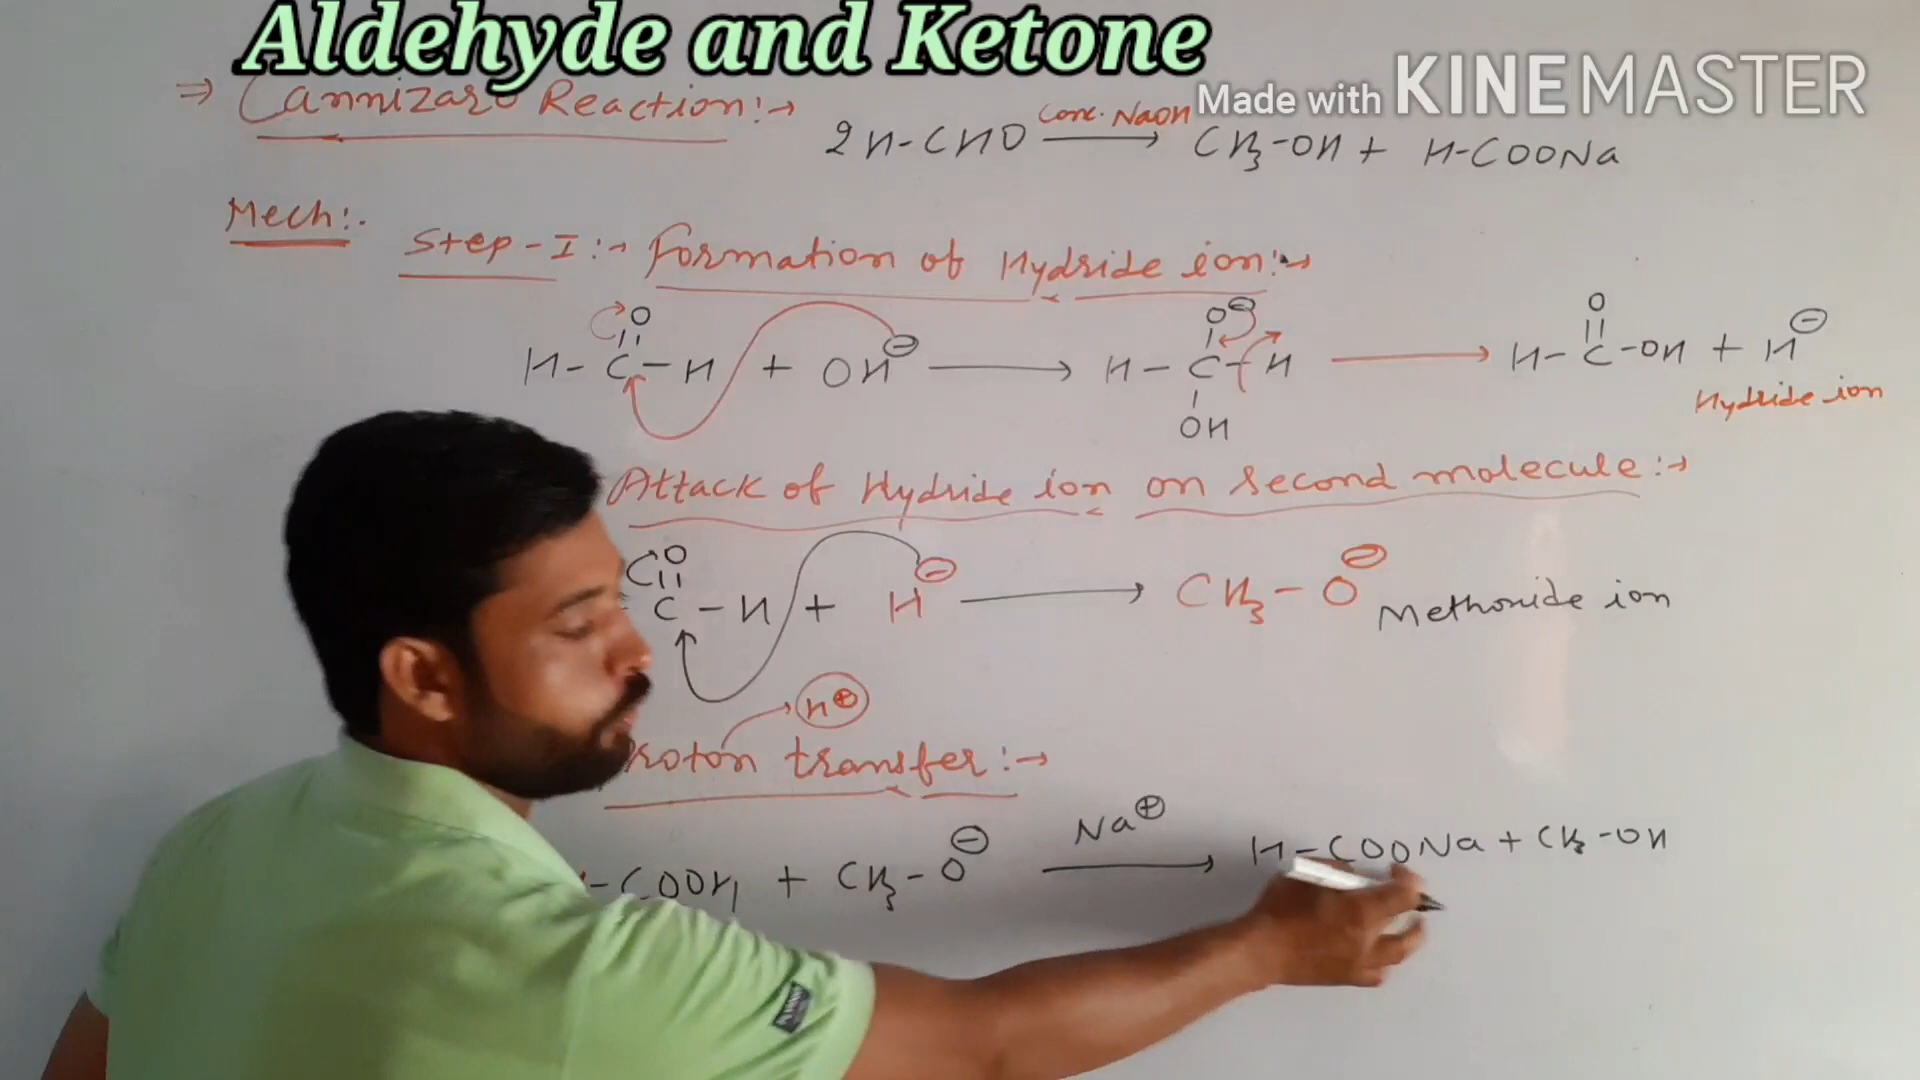 Aldehyde and Ketone
Made with KINEMASTER
⇒ Cannizaro Reaction:→
2H-CHO —Conc. NaOH→ CH3-OH + H-COONa
Mech:-
Step-I:→ Formation of Hydride ion:→
O O⊖ O
H-C-H + OH⊖ → H-C-H → H-C-OH + H⊖
OH Hydride ion
Attack of Hydride ion on second molecule:→
O
C-H + H⊖ → CH3-O⊖ Methoxide ion
H⊕
roton transfer:→
-COOH + CH3-O⊖ —Na⊕→ H-COONa + CH3-OH